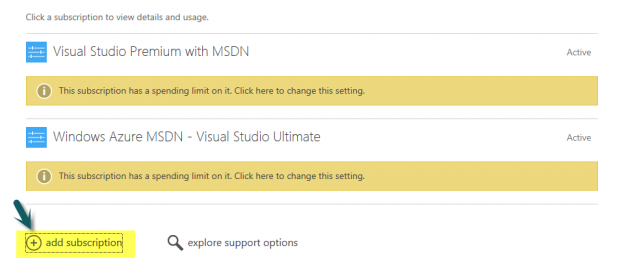 Click a subscription to view details and usage.
Visual Studio Premium with MSDN
Active
This subscription has a spending limit on it. Click here to change this setting.
Windows Azure MSDN - Visual Studio Ultimate
Active
This subscription has a spending limit on it. Click here to change this setting.
add subscription
explore support options